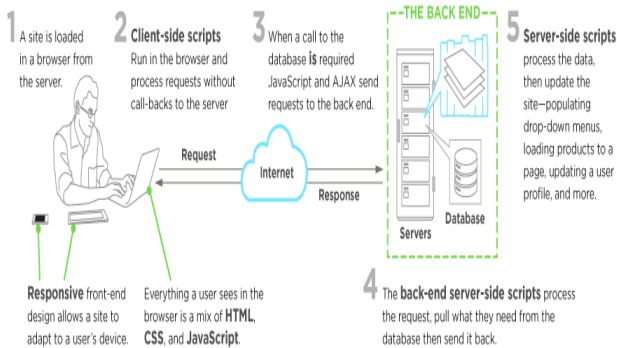 1 A site is loaded
in a browser from
the server.
2 Client-side scripts
Run in the browser and
process requests without
call-backs to the server
3 When a call to the
database is required
JavaScript and AJAX send
requests to the back end.
THE BACK END
5 Server-side scripts
process the data,
then update the
site—populating
drop-down menus,
loading products to a
page, updating a user
profile, and more.
Request
Internet
Response
Servers
Database
Responsive front-end
design allows a site to
adapt to a user's device.
Everything a user sees in the
browser is a mix of HTML,
CSS, and JavaScript.
4 The back-end server-side scripts process
the request, pull what they need from the
database then send it back.